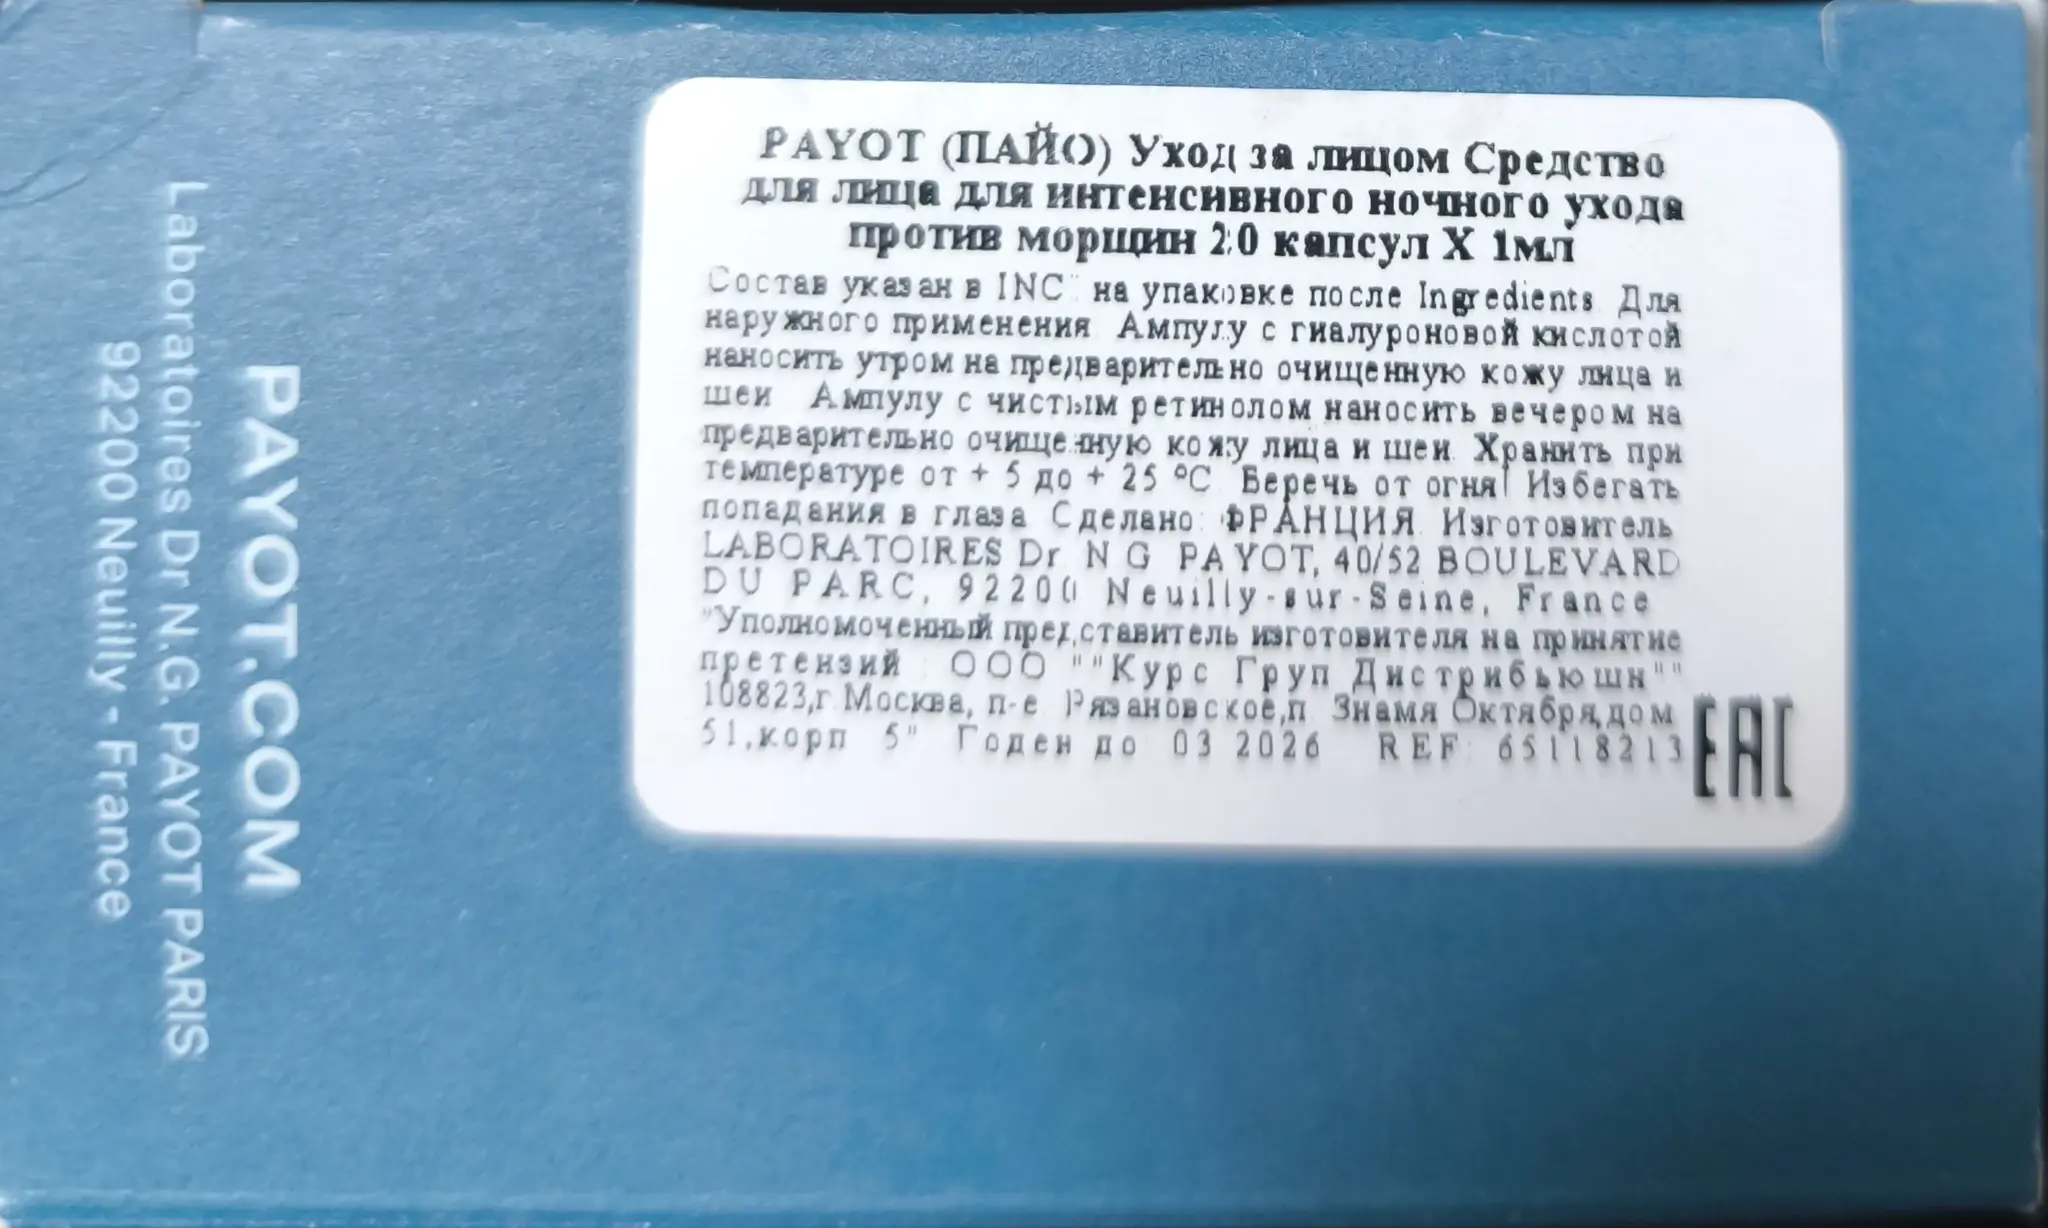 PAYOT (ПАЙО) Уход за лицом Средство
для лица для интенсивного ночного ухода
против морщин 20 капсул X 1мл
Состав указан в INC на упаковке после Ingredients. Для
наружного применения. Ампулу с гиалуроновой кислотой
наносить утром на предварительно очищенную кожу лица и
шеи. Ампулу с чистым ретинолом наносить вечером на
предварительно очищенную кожу лица и шеи. Хранить при
температуре от + 5 до + 25 °C. Беречь от огня! Избегать
попадания в глаза. Сделано: ФРАНЦИЯ. Изготовитель
LABORATOIRES Dr N G PAYOT, 40/52 BOULEVARD
DU PARC, 92200 Neuilly-sur-Seine, France
"Уполномоченный представитель изготовителя на принятие
претензий : ООО ""Курс Груп Дистрибьюшн""
108823,г.Москва, п-е Рязановское,п. Знамя Октября,дом
51,корп 5" Годен до 03 2026 REF: 65118213
EAC
PAYOT.COM
Laboratoires Dr N.G. PAYOT PARIS
92200 Neuilly - France